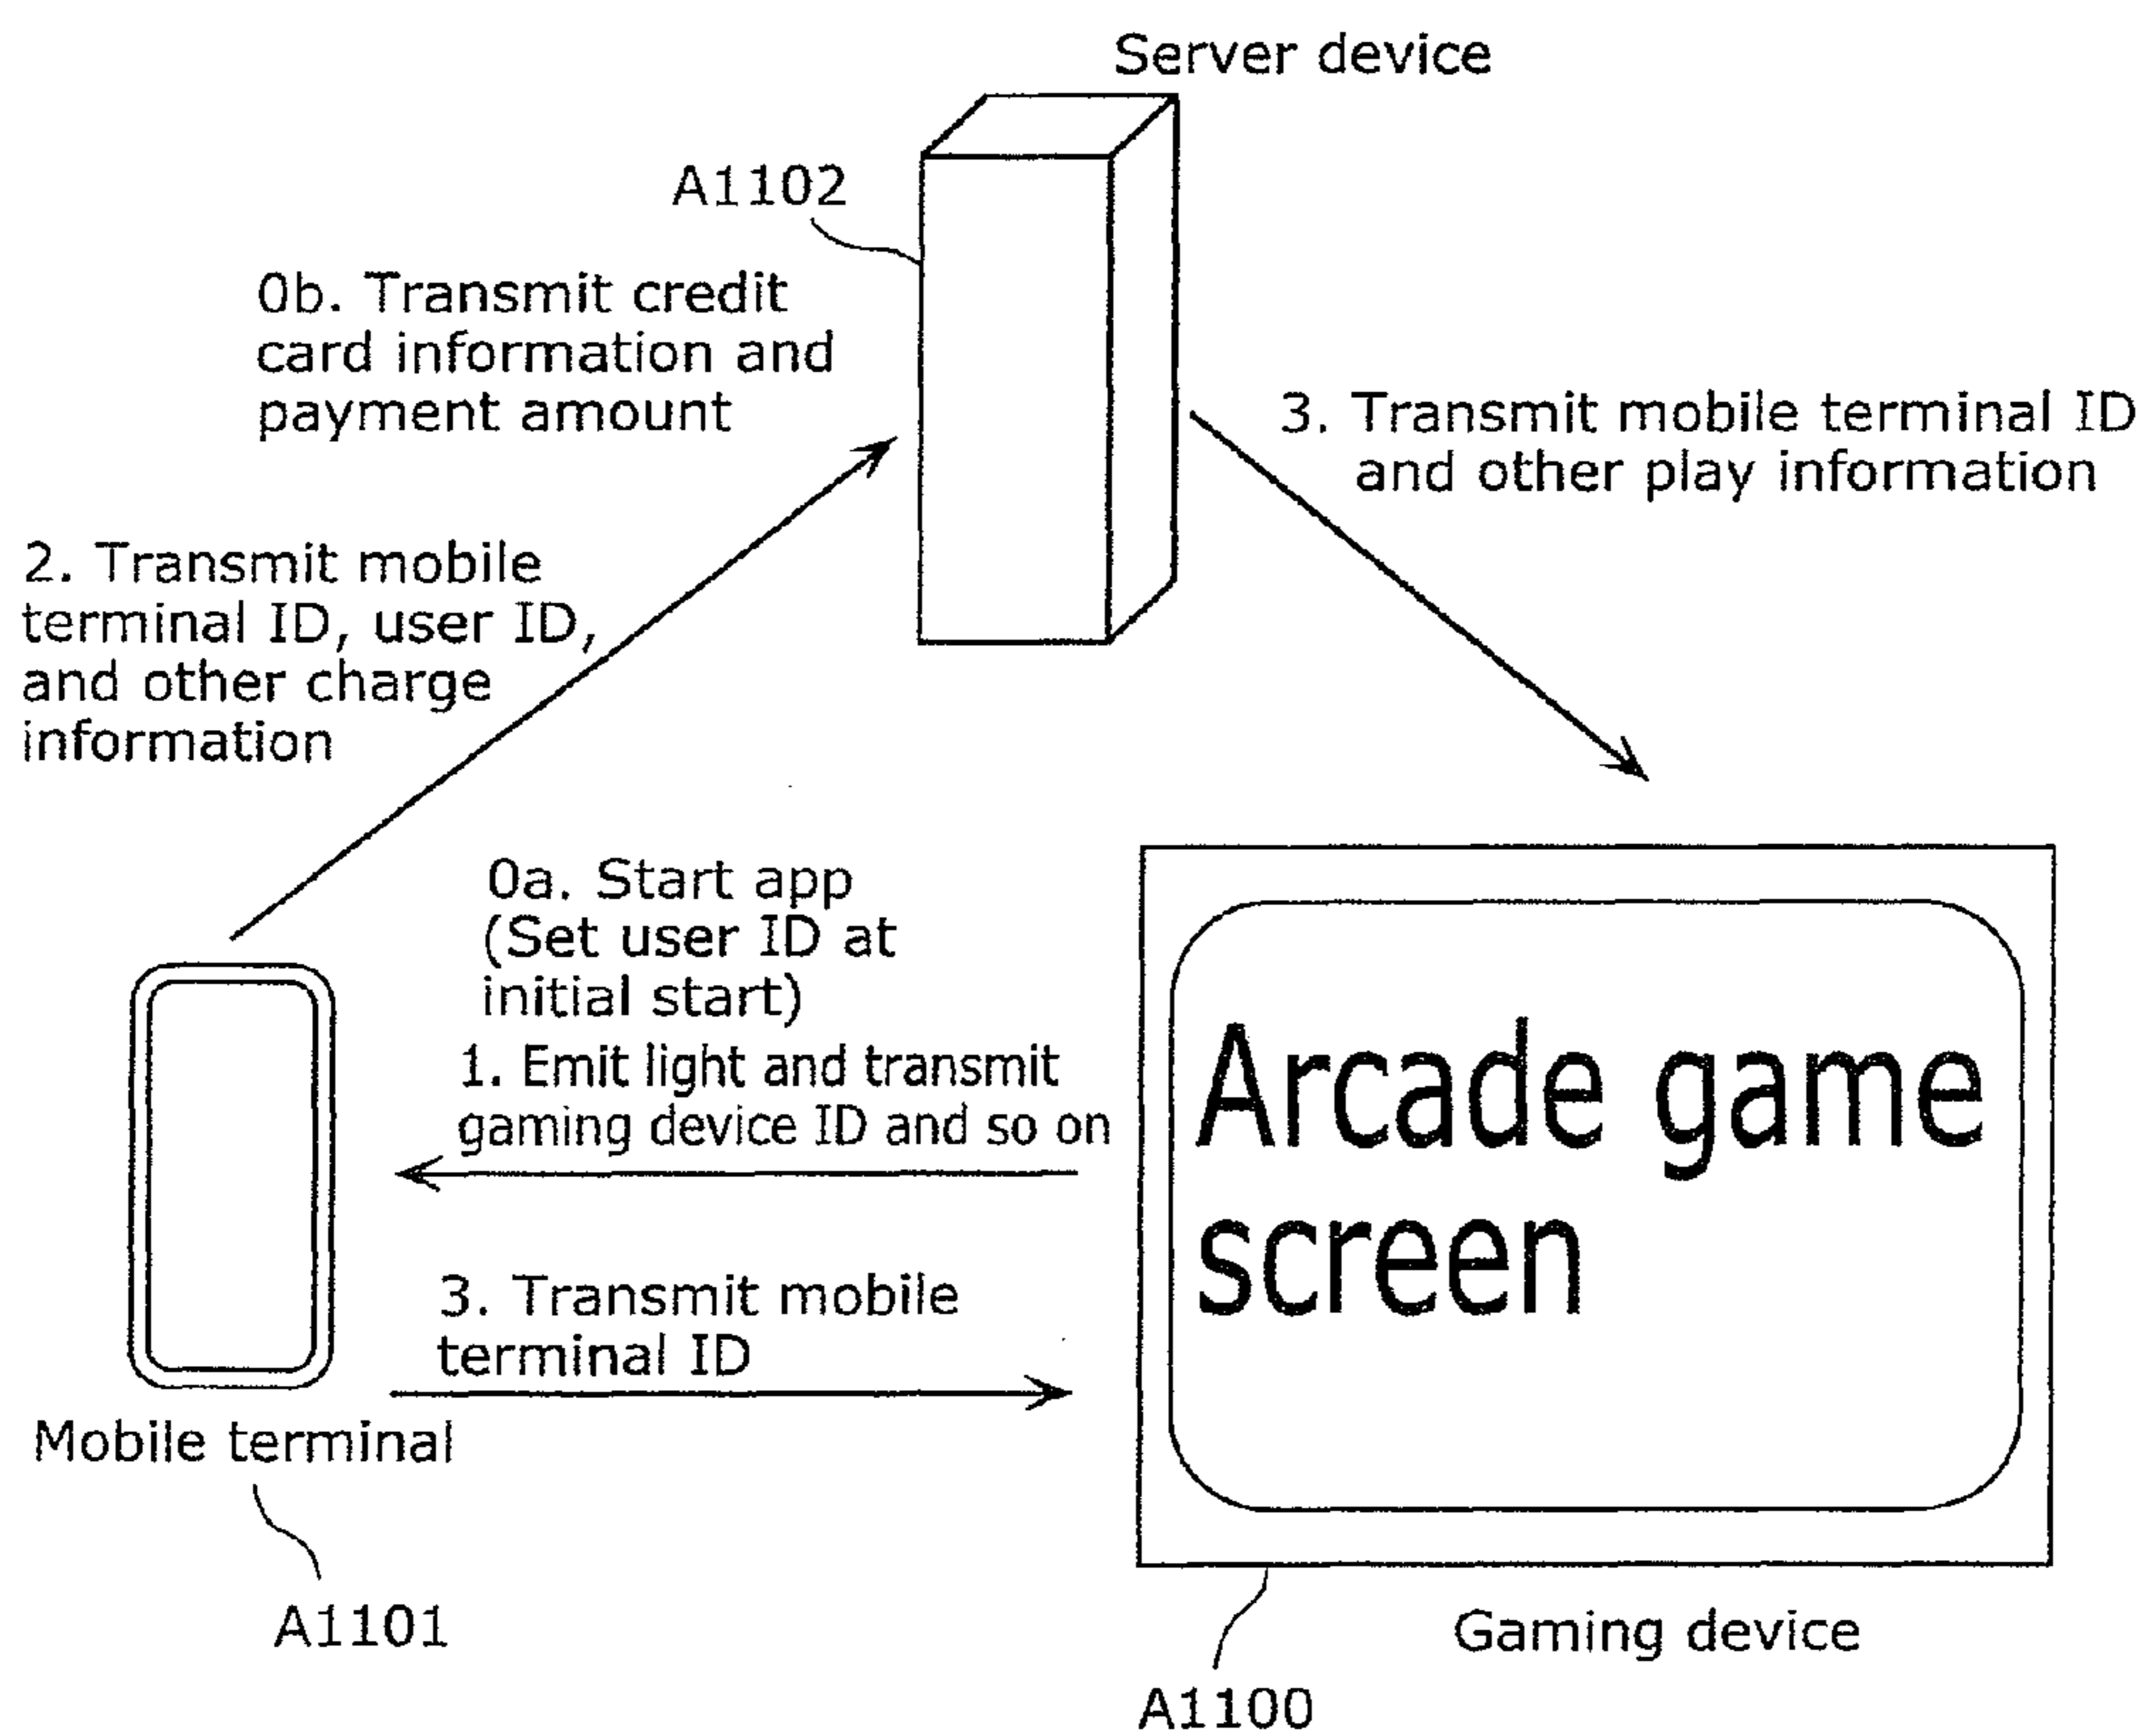 Server device
A1102
0b. Transmit credit
card information and
payment amount
3. Transmit mobile terminal ID
and other play information
2. Transmit mobile
terminal ID, user ID,
and other charge
information
0a. Start app
(Set user ID at
initial start)
1. Emit light and transmit
gaming device ID and so on
Arcade game
screen
3. Transmit mobile
terminal ID
Mobile terminal
A1101
Gaming device
A1100